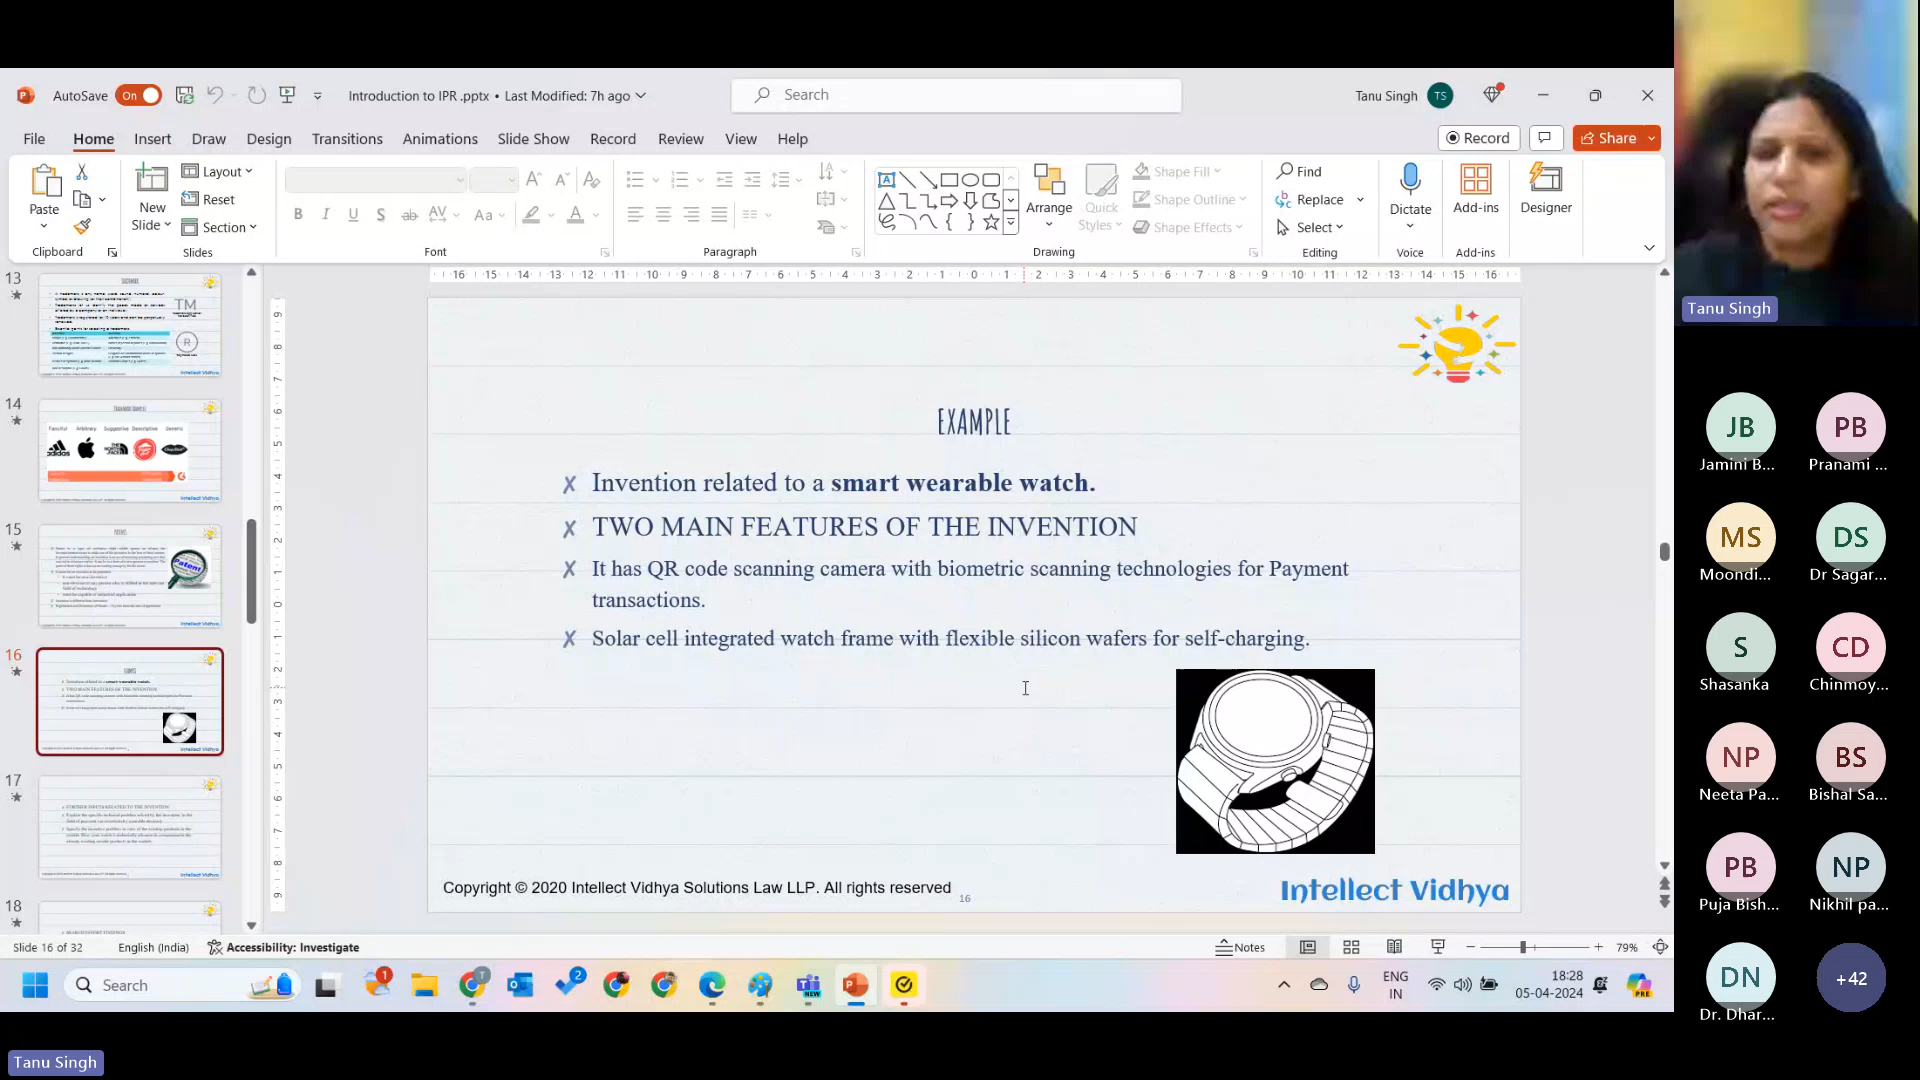 AutoSave On
Introduction to IPR .pptx • Last Modified: 7h ago
Search
Tanu Singh TS
File Home Insert Draw Design Transitions Animations Slide Show Record Review View Help
Record
Share
Paste
New Slide
Layout
Reset
Section
Arrange
Quick Styles
Shape Fill
Shape Outline
Shape Effects
Find
Replace
Select
Dictate
Add-ins
Designer
Clipboard
Slides
Font
Paragraph
Drawing
Editing
Voice
Add-ins
13
14
15
16
17
18
EXAMPLE
Invention related to a smart wearable watch.
TWO MAIN FEATURES OF THE INVENTION
It has QR code scanning camera with biometric scanning technologies for Payment
transactions.
Solar cell integrated watch frame with flexible silicon wafers for self-charging.
Copyright © 2020 Intellect Vidhya Solutions Law LLP. All rights reserved
16
Intellect Vidhya
Slide 16 of 32 English (India) Accessibility: Investigate
Notes
79%
Search
ENG
IN
18:28
05-04-2024
Tanu Singh
JB
Jamini B...
PB
Pranami ...
MS
Moondi...
DS
Dr Sagar...
S
Shasanka
CD
Chinmoy...
NP
Neeta Pa...
BS
Bishal Sa...
PB
Puja Bish...
NP
Nikhil pa...
DN
Dr. Dhar...
+42
Tanu Singh